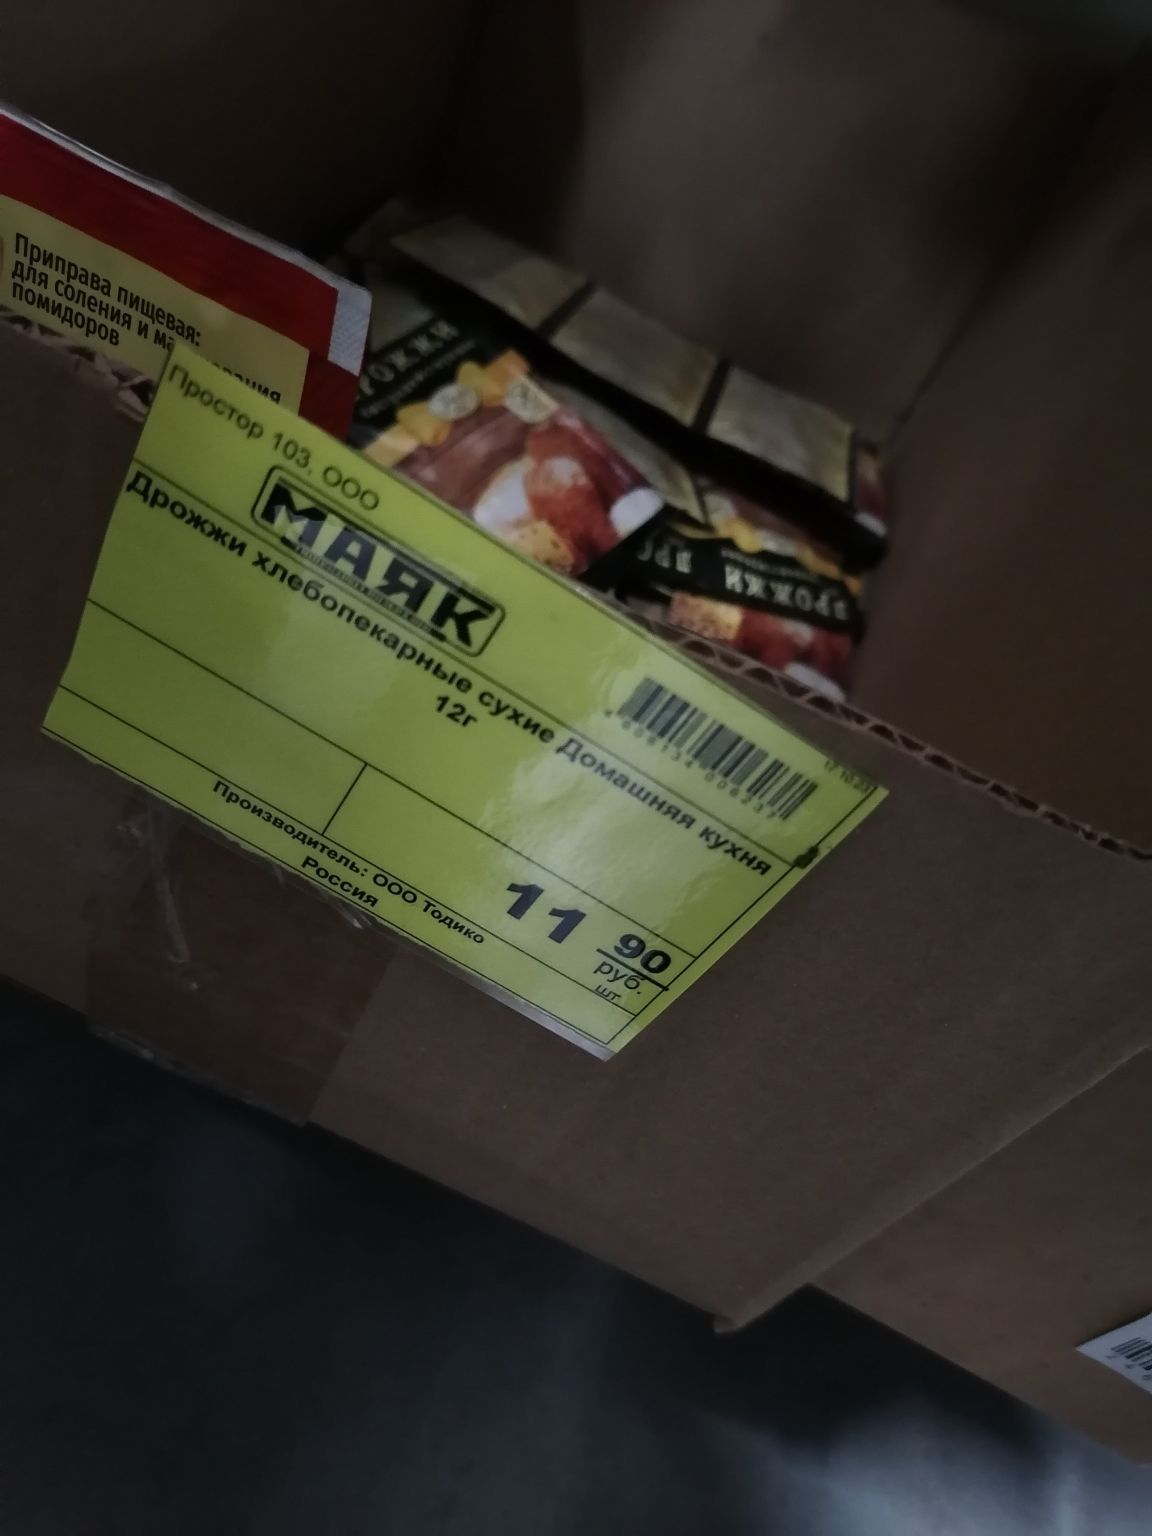 Приправа пищевая:
для соления и
помидоров
Простор 103, ООО
МАЯК
Дрожжи хлебопекарные сухие Домашняя кухня
12г
11 90
руб.
шт
Производитель: ООО Тодико
Россия
ДРОЖЖИ